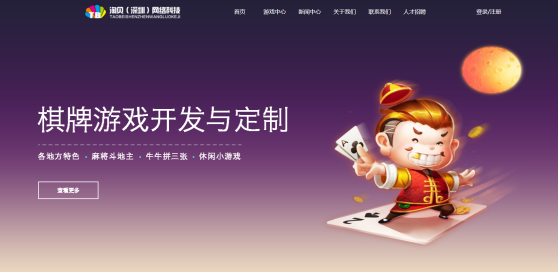 淘贝（深圳）网络科技
TAOBEISHENZHENWANGLUOKEJI
首页 游戏中心 新闻中心 关于我们 联系我们 人才招聘 登录/注册
棋牌游戏开发与定制
各地方特色 - 麻将斗地主 - 牛牛拼三张 - 休闲小游戏
查看更多
A
2